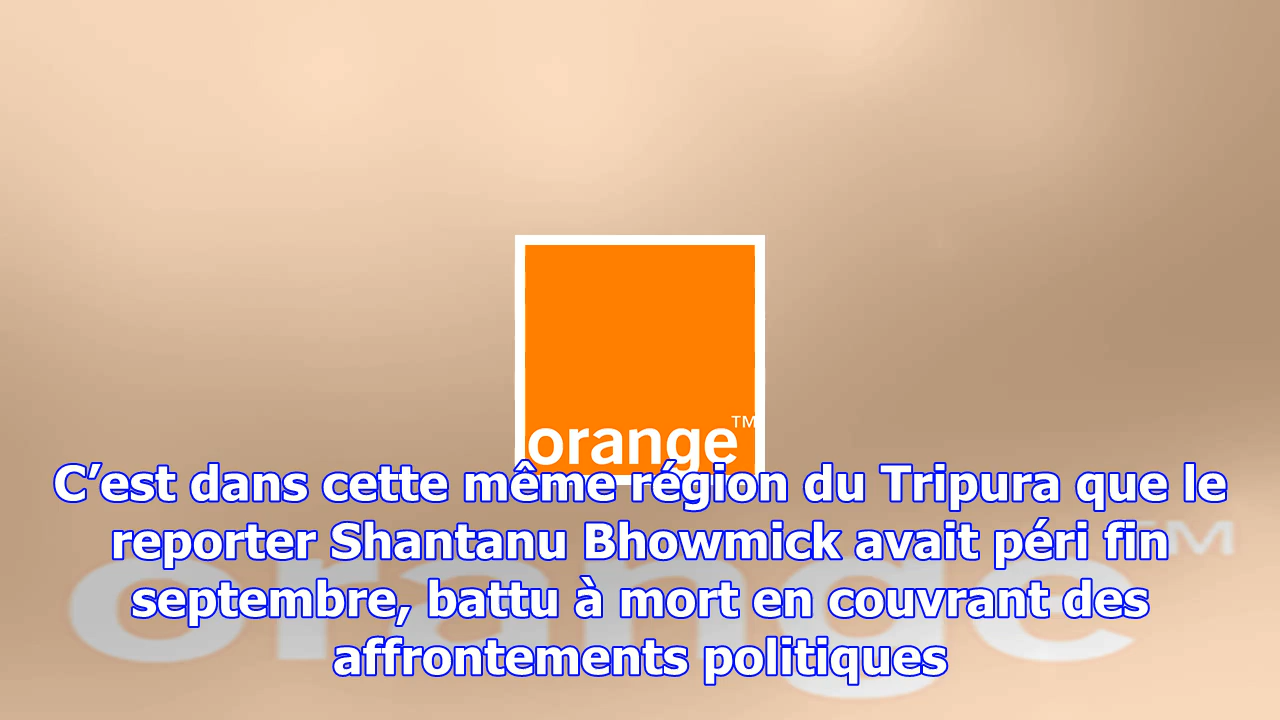 orange™
C’est dans cette même région du Tripura que le
reporter Shantanu Bhowmick avait péri fin
septembre, battu à mort en couvrant des
affrontements politiques
orange™